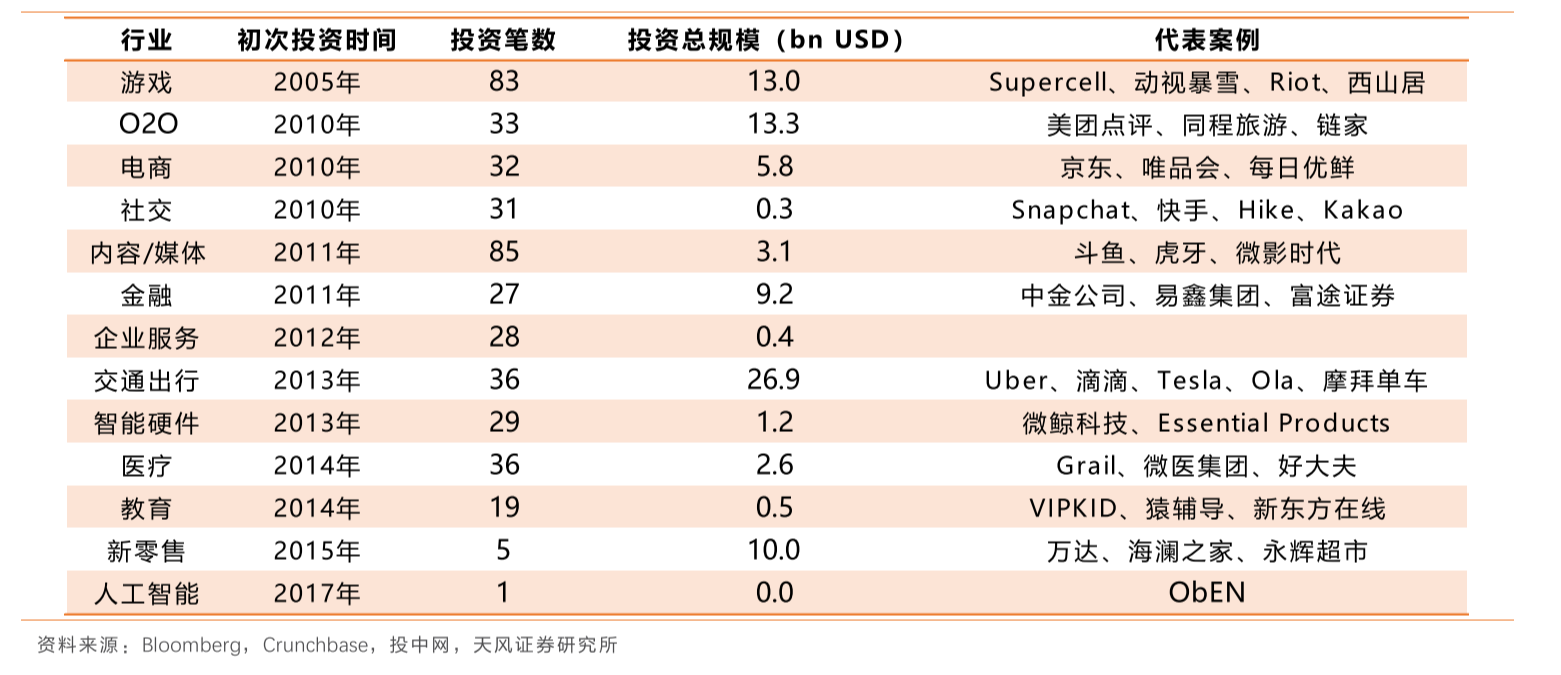 行业 初次投资时间 投资笔数 投资总规模（bn USD） 代表案例
游戏 2005年 83 13.0 Supercell、动视暴雪、Riot、西山居
O2O 2010年 33 13.3 美团点评、同程旅游、链家
电商 2010年 32 5.8 京东、唯品会、每日优鲜
社交 2010年 31 0.3 Snapchat、快手、Hike、Kakao
内容/媒体 2011年 85 3.1 斗鱼、虎牙、微影时代
金融 2011年 27 9.2 中金公司、易鑫集团、富途证券
企业服务 2012年 28 0.4
交通出行 2013年 36 26.9 Uber、滴滴、Tesla、Ola、摩拜单车
智能硬件 2013年 29 1.2 微鲸科技、Essential Products
医疗 2014年 36 2.6 Grail、微医集团、好大夫
教育 2014年 19 0.5 VIPKID、猿辅导、新东方在线
新零售 2015年 5 10.0 万达、海澜之家、永辉超市
人工智能 2017年 1 0.0 ObEN
资料来源：Bloomberg，Crunchbase，投中网，天风证券研究所